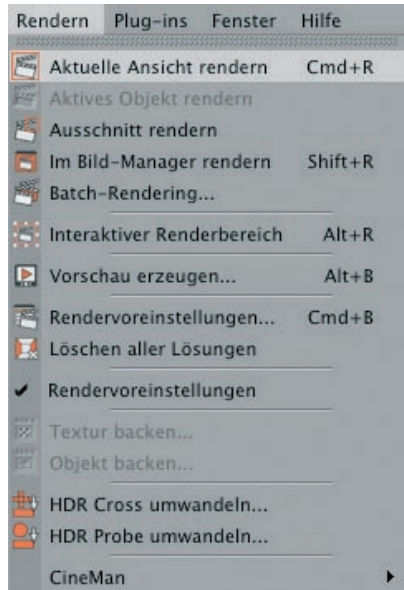 Rendern Plug-ins Fenster Hilfe
Aktuelle Ansicht rendern Cmd+R
Aktives Objekt rendern
Ausschnitt rendern
Im Bild-Manager rendern Shift+R
Batch-Rendering...
Interaktiver Renderbereich Alt+R
Vorschau erzeugen... Alt+B
Rendervoreinstellungen... Cmd+B
Löschen aller Lösungen
Rendervoreinstellungen
Textur backen...
Objekt backen...
HDR Cross umwandeln...
HDR Probe umwandeln...
CineMan